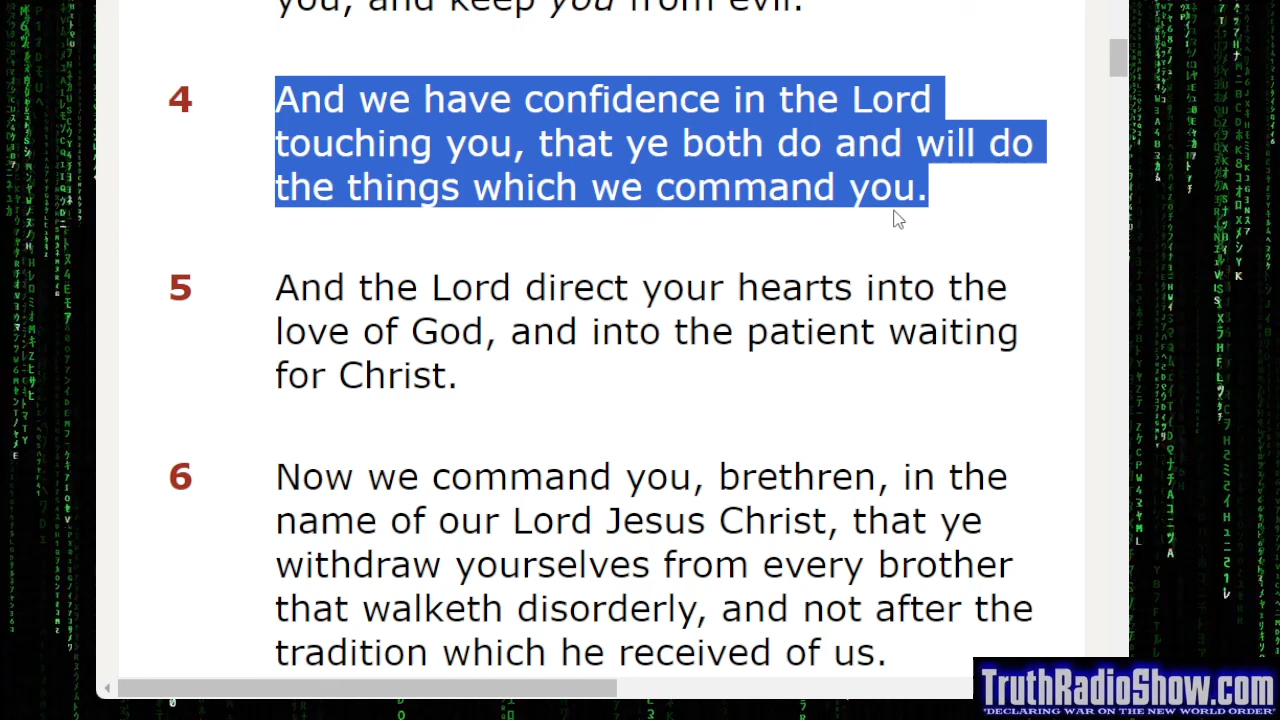 you, and keep you from evil.
4 And we have confidence in the Lord
touching you, that ye both do and will do
the things which we command you.
5 And the Lord direct your hearts into the
love of God, and into the patient waiting
for Christ.
6 Now we command you, brethren, in the
name of our Lord Jesus Christ, that ye
withdraw yourselves from every brother
that walketh disorderly, and not after the
tradition which he received of us.
TruthRadioShow.com
"DECLARING WAR ON THE NEW WORLD ORDER"